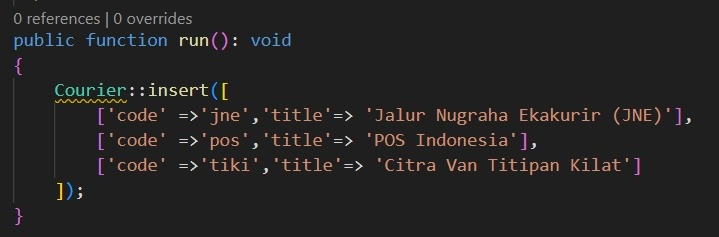 0 references | 0 overrides
public function run(): void
{
Courier::insert([
['code' =>'jne','title'=> 'Jalur Nugraha Ekakurir (JNE)'],
['code' =>'pos','title'=> 'POS Indonesia'],
['code' =>'tiki','title'=> 'Citra Van Titipan Kilat']
]);
}